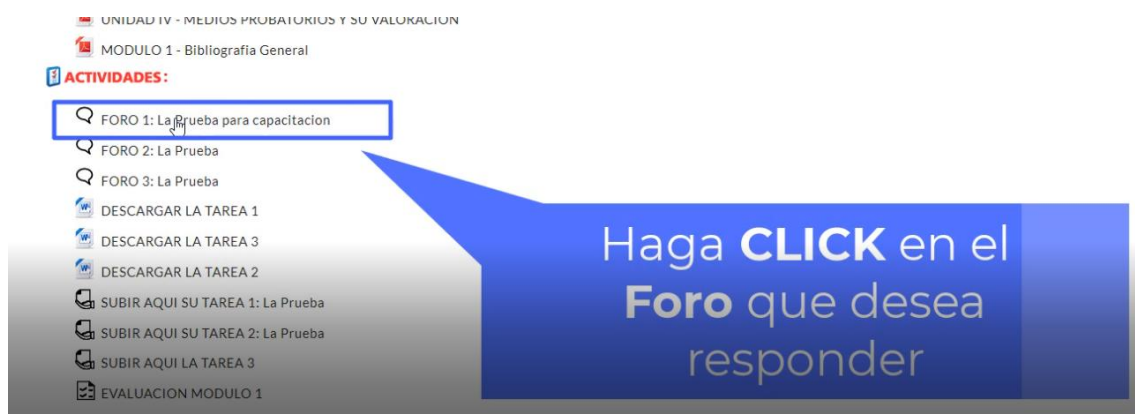 UNIDAD IV - MEDIOS PROBATORIOS Y SU VALORACION
MODULO 1 - Bibliografia General
ACTIVIDADES:
FORO 1: La Prueba para capacitacion
FORO 2: La Prueba
FORO 3: La Prueba
DESCARGAR LA TAREA 1
DESCARGAR LA TAREA 3
DESCARGAR LA TAREA 2
SUBIR AQUI SU TAREA 1: La Prueba
SUBIR AQUI SU TAREA 2: La Prueba
SUBIR AQUI LA TAREA 3
EVALUACION MODULO 1
Haga CLICK en el
Foro que desea
responder